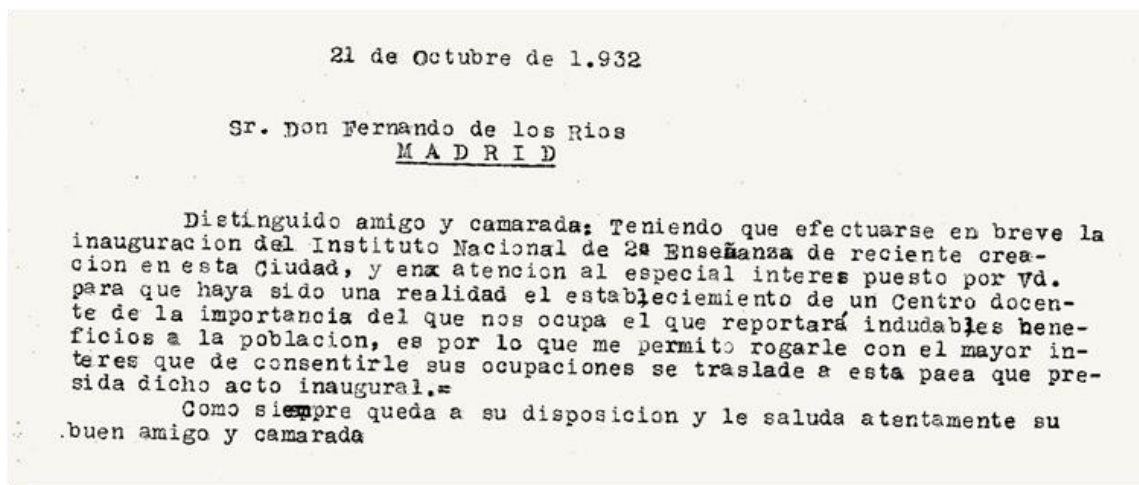 21 de Octubre de 1.932
Sr. Don Fernando de los Rios
M A D R I D
Distinguido amigo y camarada; Teniendo que efectuarse en breve la
inauguracion del Instituto Nacional de 2ª Enseñanza de reciente crea-
cion en esta Ciudad, y enx atencion al especial interes puesto por Vd.
para que haya sido una realidad el estableciemiento de un Centro docen-
te de la importancia del que nos ocupa el que reportará indudables bene-
ficios a la poblacion, es por lo que me permito rogarle con el mayor in-
teres que de consentirle sus ocupaciones se traslade a esta paea que pre-
sida dicho acto inaugural.=
Como siempre queda a su disposicion y le saluda atentamente su
buen amigo y camarada